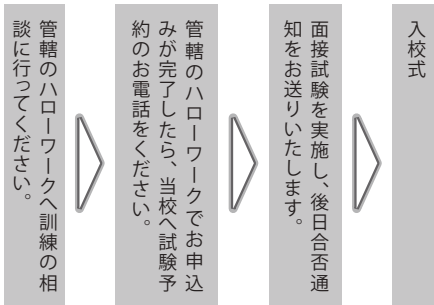 管轄のハローワークへ訓練の相
談に行ってください。
管轄のハローワークでお申込
みが完了したら、当校へ試験予
約のお電話をください。
面接試験を実施し、後日合否通
知をお送りいたします。
入校式